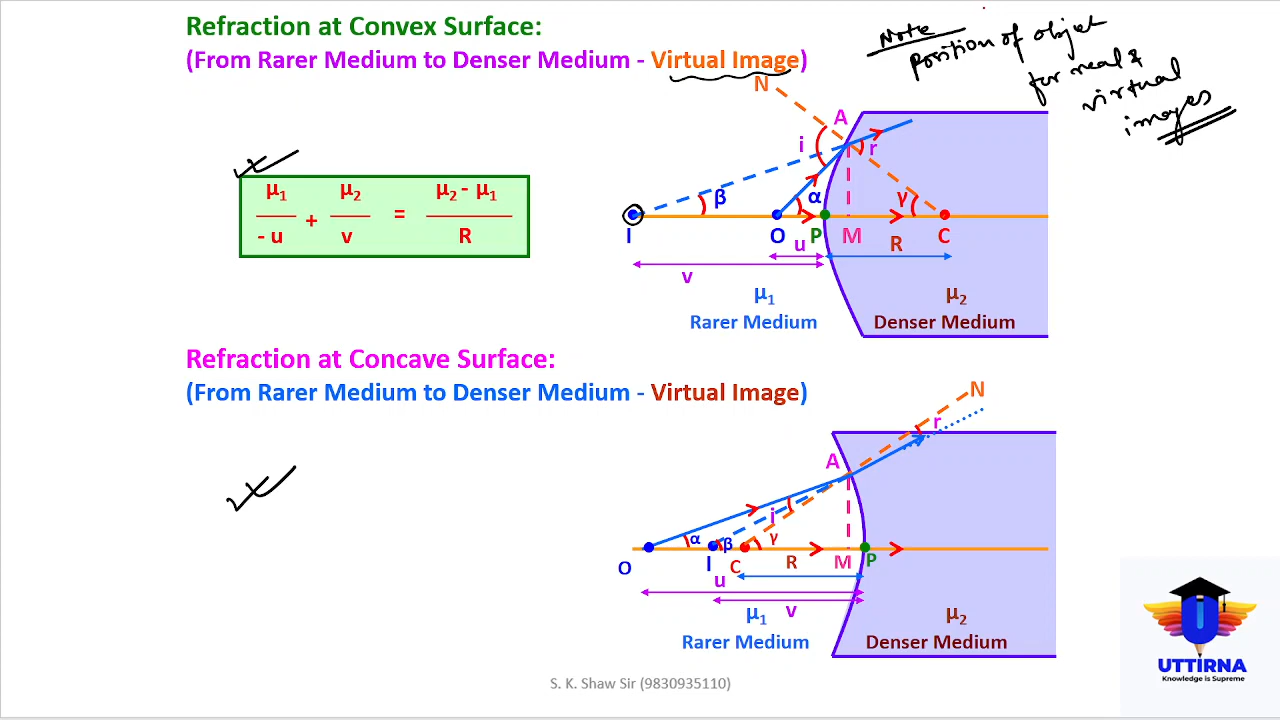 Refraction at Convex Surface:
(From Rarer Medium to Denser Medium - Virtual Image)
Note
Position of object
for real &
virtual
images
μ₁ / - u + μ₂ / v = μ₂ - μ₁ / R
N
A
i
r
β
α
γ
I
O
P
M
C
u
R
v
μ₁
μ₂
Rarer Medium
Denser Medium
Refraction at Concave Surface:
(From Rarer Medium to Denser Medium - Virtual Image)
N
r
A
i
α
β
γ
O
I
C
R
M
P
u
v
μ₁
μ₂
Rarer Medium
Denser Medium
U
UTTIRNA
Knowledge is Supreme
S. K. Shaw Sir (9830935110)